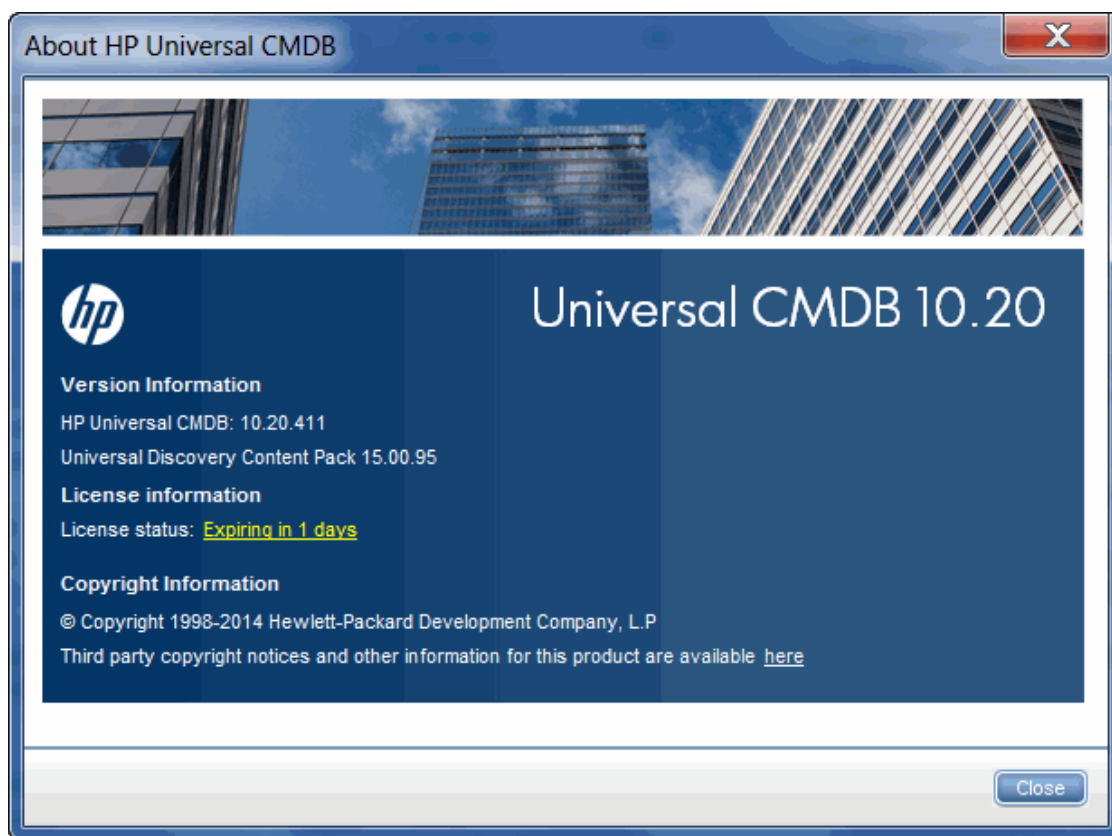 About HP Universal CMDB
X
hp
Universal CMDB 10.20
Version Information
HP Universal CMDB: 10.20.411
Universal Discovery Content Pack 15.00.95
License information
License status: Expiring in 1 days
Copyright Information
© Copyright 1998-2014 Hewlett-Packard Development Company, L.P
Third party copyright notices and other information for this product are available here
Close